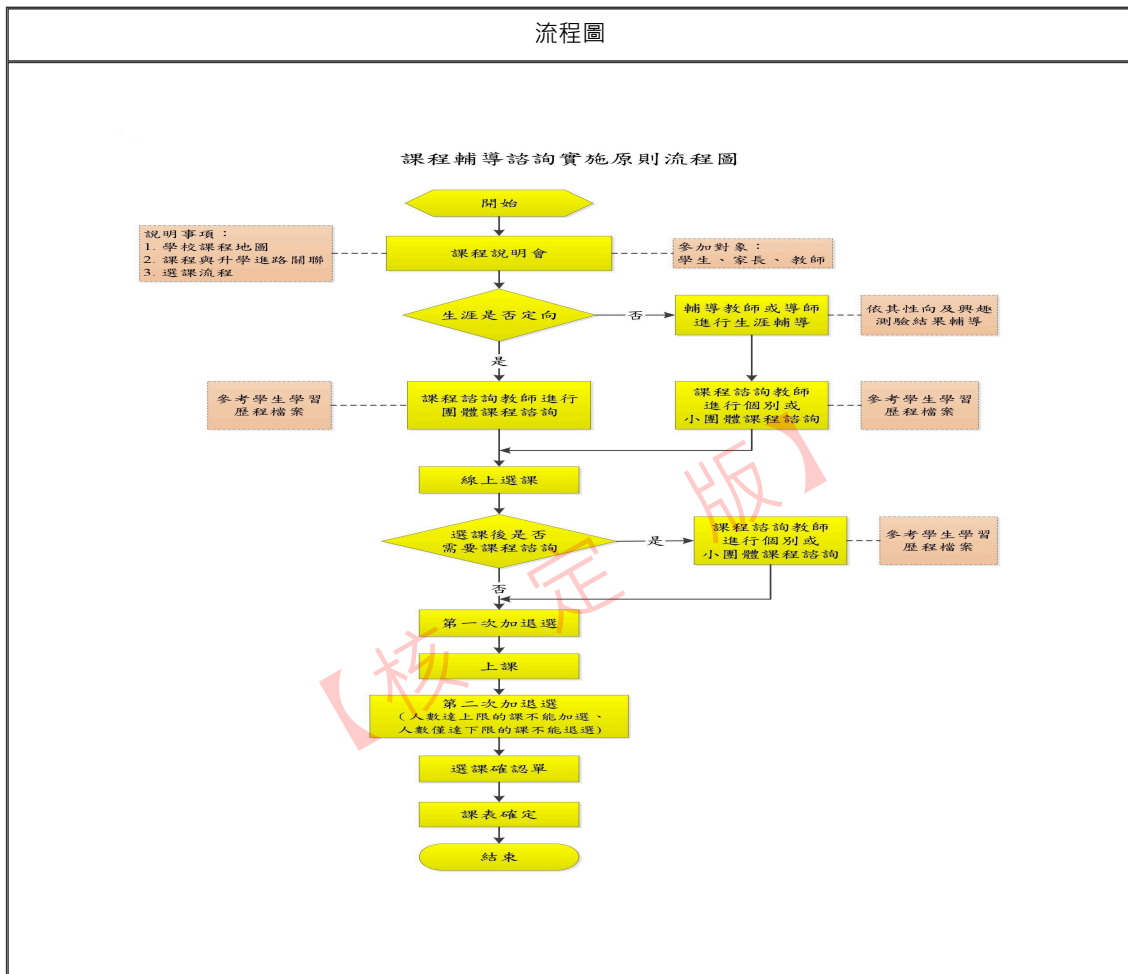 流程圖
課程輔導諮詢實施原則流程圖
開始
說明事項：
1. 學校課程地圖
2. 課程與升學進路關聯
3. 選課流程
課程說明會
參加對象：
學生、家長、教師
生涯是否定向
否
輔導教師或導師
進行生涯輔導
依其性向及興趣
測驗結果輔導
是
參考學生學習
歷程檔案
課程諮詢教師進行
團體課程諮詢
課程諮詢教師
進行個別或
小團體課程諮詢
參考學生學習
歷程檔案
線上選課
選課後是否
需要課程諮詢
是
課程諮詢教師
進行個別或
小團體課程諮詢
參考學生學習
歷程檔案
否
第一次加退選
上課
第二次加退選
(人數達上限的課不能加選、
人數僅達下限的課不能退選)
選課確認單
課表確定
結束
【核定版】